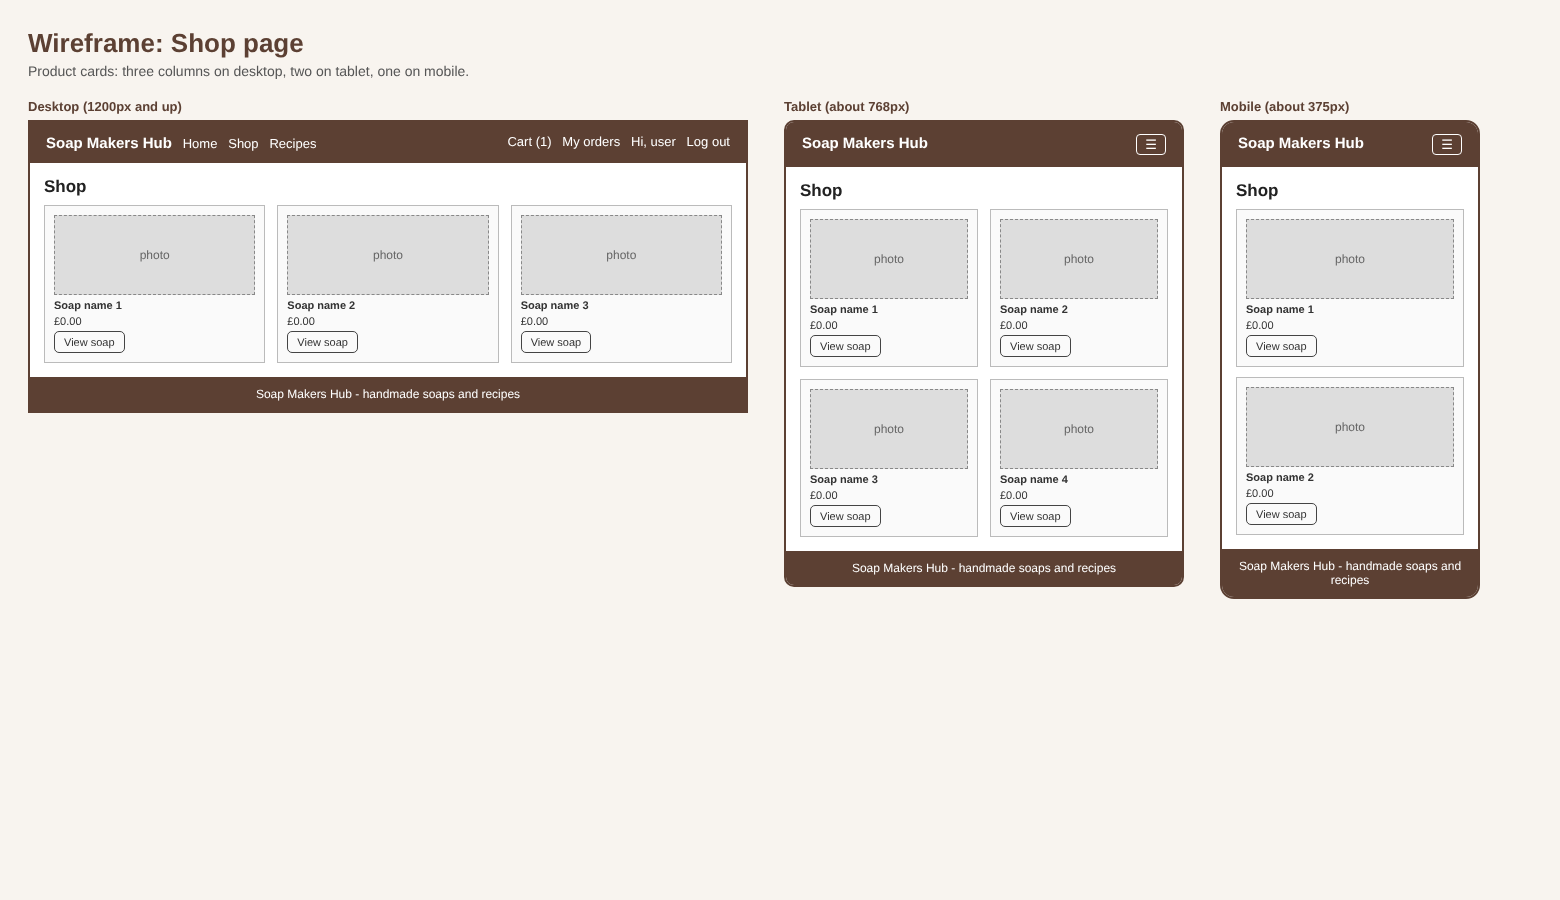 Wireframe: Shop page
Product cards: three columns on desktop, two on tablet, one on mobile.
Desktop (1200px and up)
Soap Makers Hub Home Shop Recipes Cart (1) My orders Hi, user Log out
Shop
photo photo photo
Soap name 1 Soap name 2 Soap name 3
£0.00 £0.00 £0.00
View soap View soap View soap
Soap Makers Hub - handmade soaps and recipes
Tablet (about 768px)
Soap Makers Hub ☰
Shop
photo photo
Soap name 1 Soap name 2
£0.00 £0.00
View soap View soap
photo photo
Soap name 3 Soap name 4
£0.00 £0.00
View soap View soap
Soap Makers Hub - handmade soaps and recipes
Mobile (about 375px)
Soap Makers Hub ☰
Shop
photo
Soap name 1
£0.00
View soap
photo
Soap name 2
£0.00
View soap
Soap Makers Hub - handmade soaps and
recipes